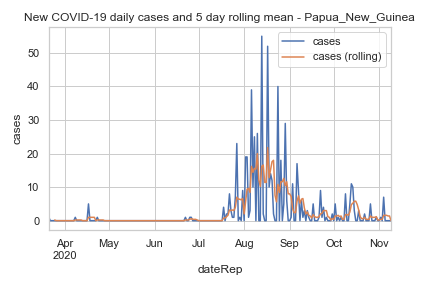 New COVID-19 daily cases and 5 day rolling mean - Papua_New_Guinea
cases
cases (rolling)
50
40
30
20
10
0
cases
Apr May Jun Jul Aug Sep Oct Nov
2020
dateRep